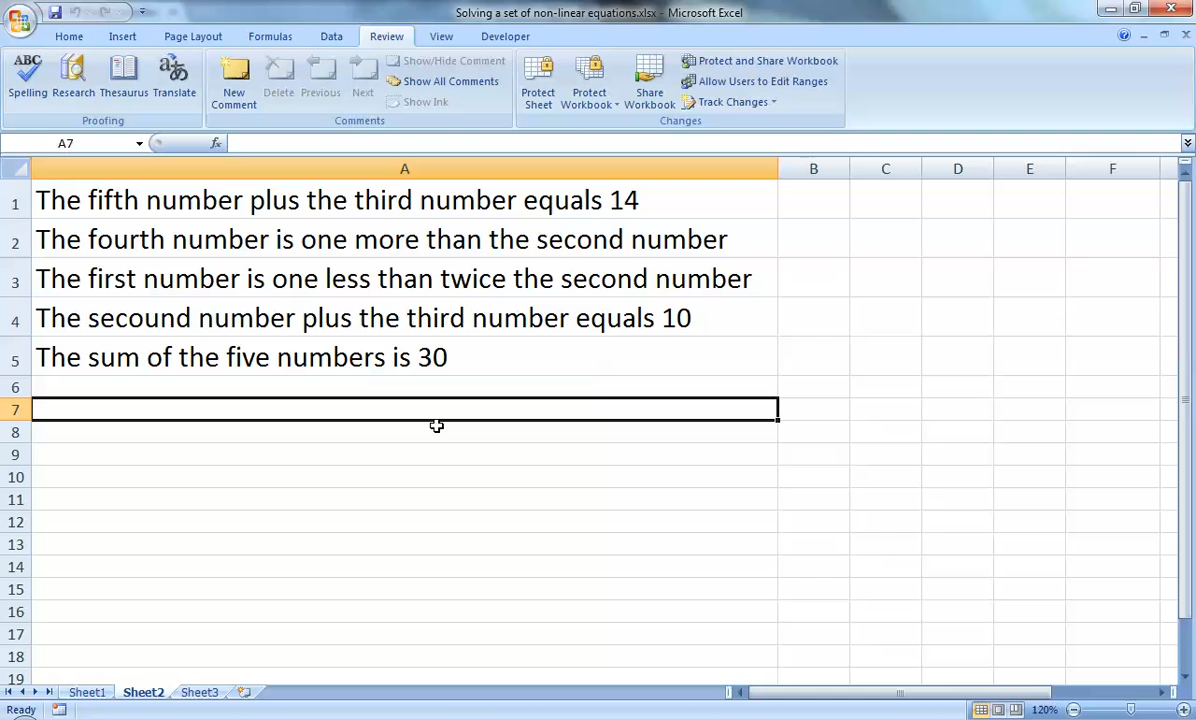 Solving a set of non-linear equations.xlsx - Microsoft Excel
Home Insert Page Layout Formulas Data Review View Developer
ABC
Spelling Research Thesaurus Translate
Proofing
New Comment Delete Previous Next
Show/Hide Comment
Show All Comments
Show Ink
Comments
Protect Sheet Protect Workbook Share Workbook
Protect and Share Workbook
Allow Users to Edit Ranges
Track Changes
Changes
A7 fx
A B C D E F
1 The fifth number plus the third number equals 14
2 The fourth number is one more than the second number
3 The first number is one less than twice the second number
4 The secound number plus the third number equals 10
5 The sum of the five numbers is 30
6
7
8
9
10
11
12
13
14
15
16
17
18
19
Sheet1 Sheet2 Sheet3
Ready 120%